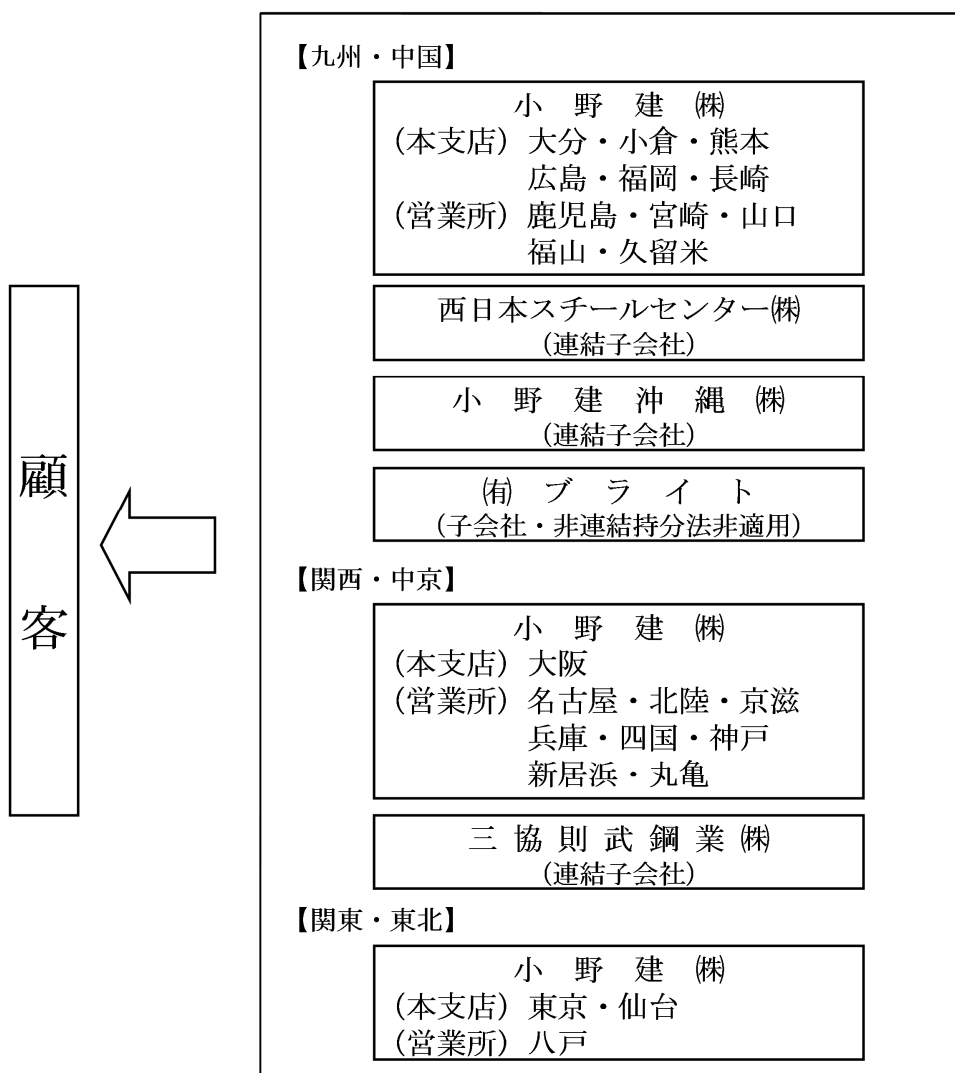 【九州・中国】
小野建㈱
（本支店）大分・小倉・熊本
広島・福岡・長崎
（営業所）鹿児島・宮崎・山口
福山・久留米
西日本スチールセンター㈱
（連結子会社）
小野建沖縄㈱
（連結子会社）
㈲ブライト
（子会社・非連結持分法非適用）
【関西・中京】
小野建㈱
（本支店）大阪
（営業所）名古屋・北陸・京滋
兵庫・四国・神戸
新居浜・丸亀
三協則武鋼業㈱
（連結子会社）
【関東・東北】
小野建㈱
（本支店）東京・仙台
（営業所）八戸
顧客